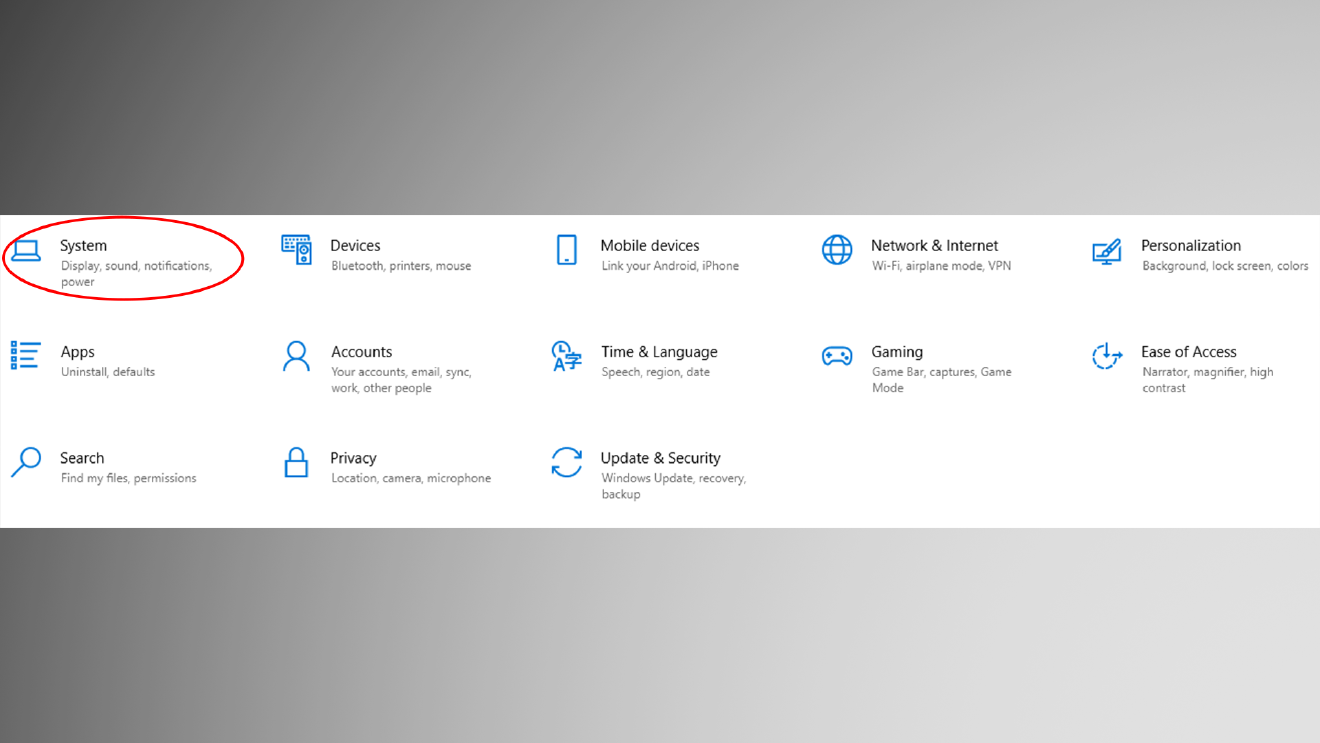 System
Display, sound, notifications,
power
Devices
Bluetooth, printers, mouse
Mobile devices
Link your Android, iPhone
Network & Internet
Wi-Fi, airplane mode, VPN
Personalization
Background, lock screen, colors
Apps
Uninstall, defaults
Accounts
Your accounts, email, sync,
work, other people
Time & Language
Speech, region, date
Gaming
Game Bar, captures, Game
Mode
Ease of Access
Narrator, magnifier, high
contrast
Search
Find my files, permissions
Privacy
Location, camera, microphone
Update & Security
Windows Update, recovery,
backup